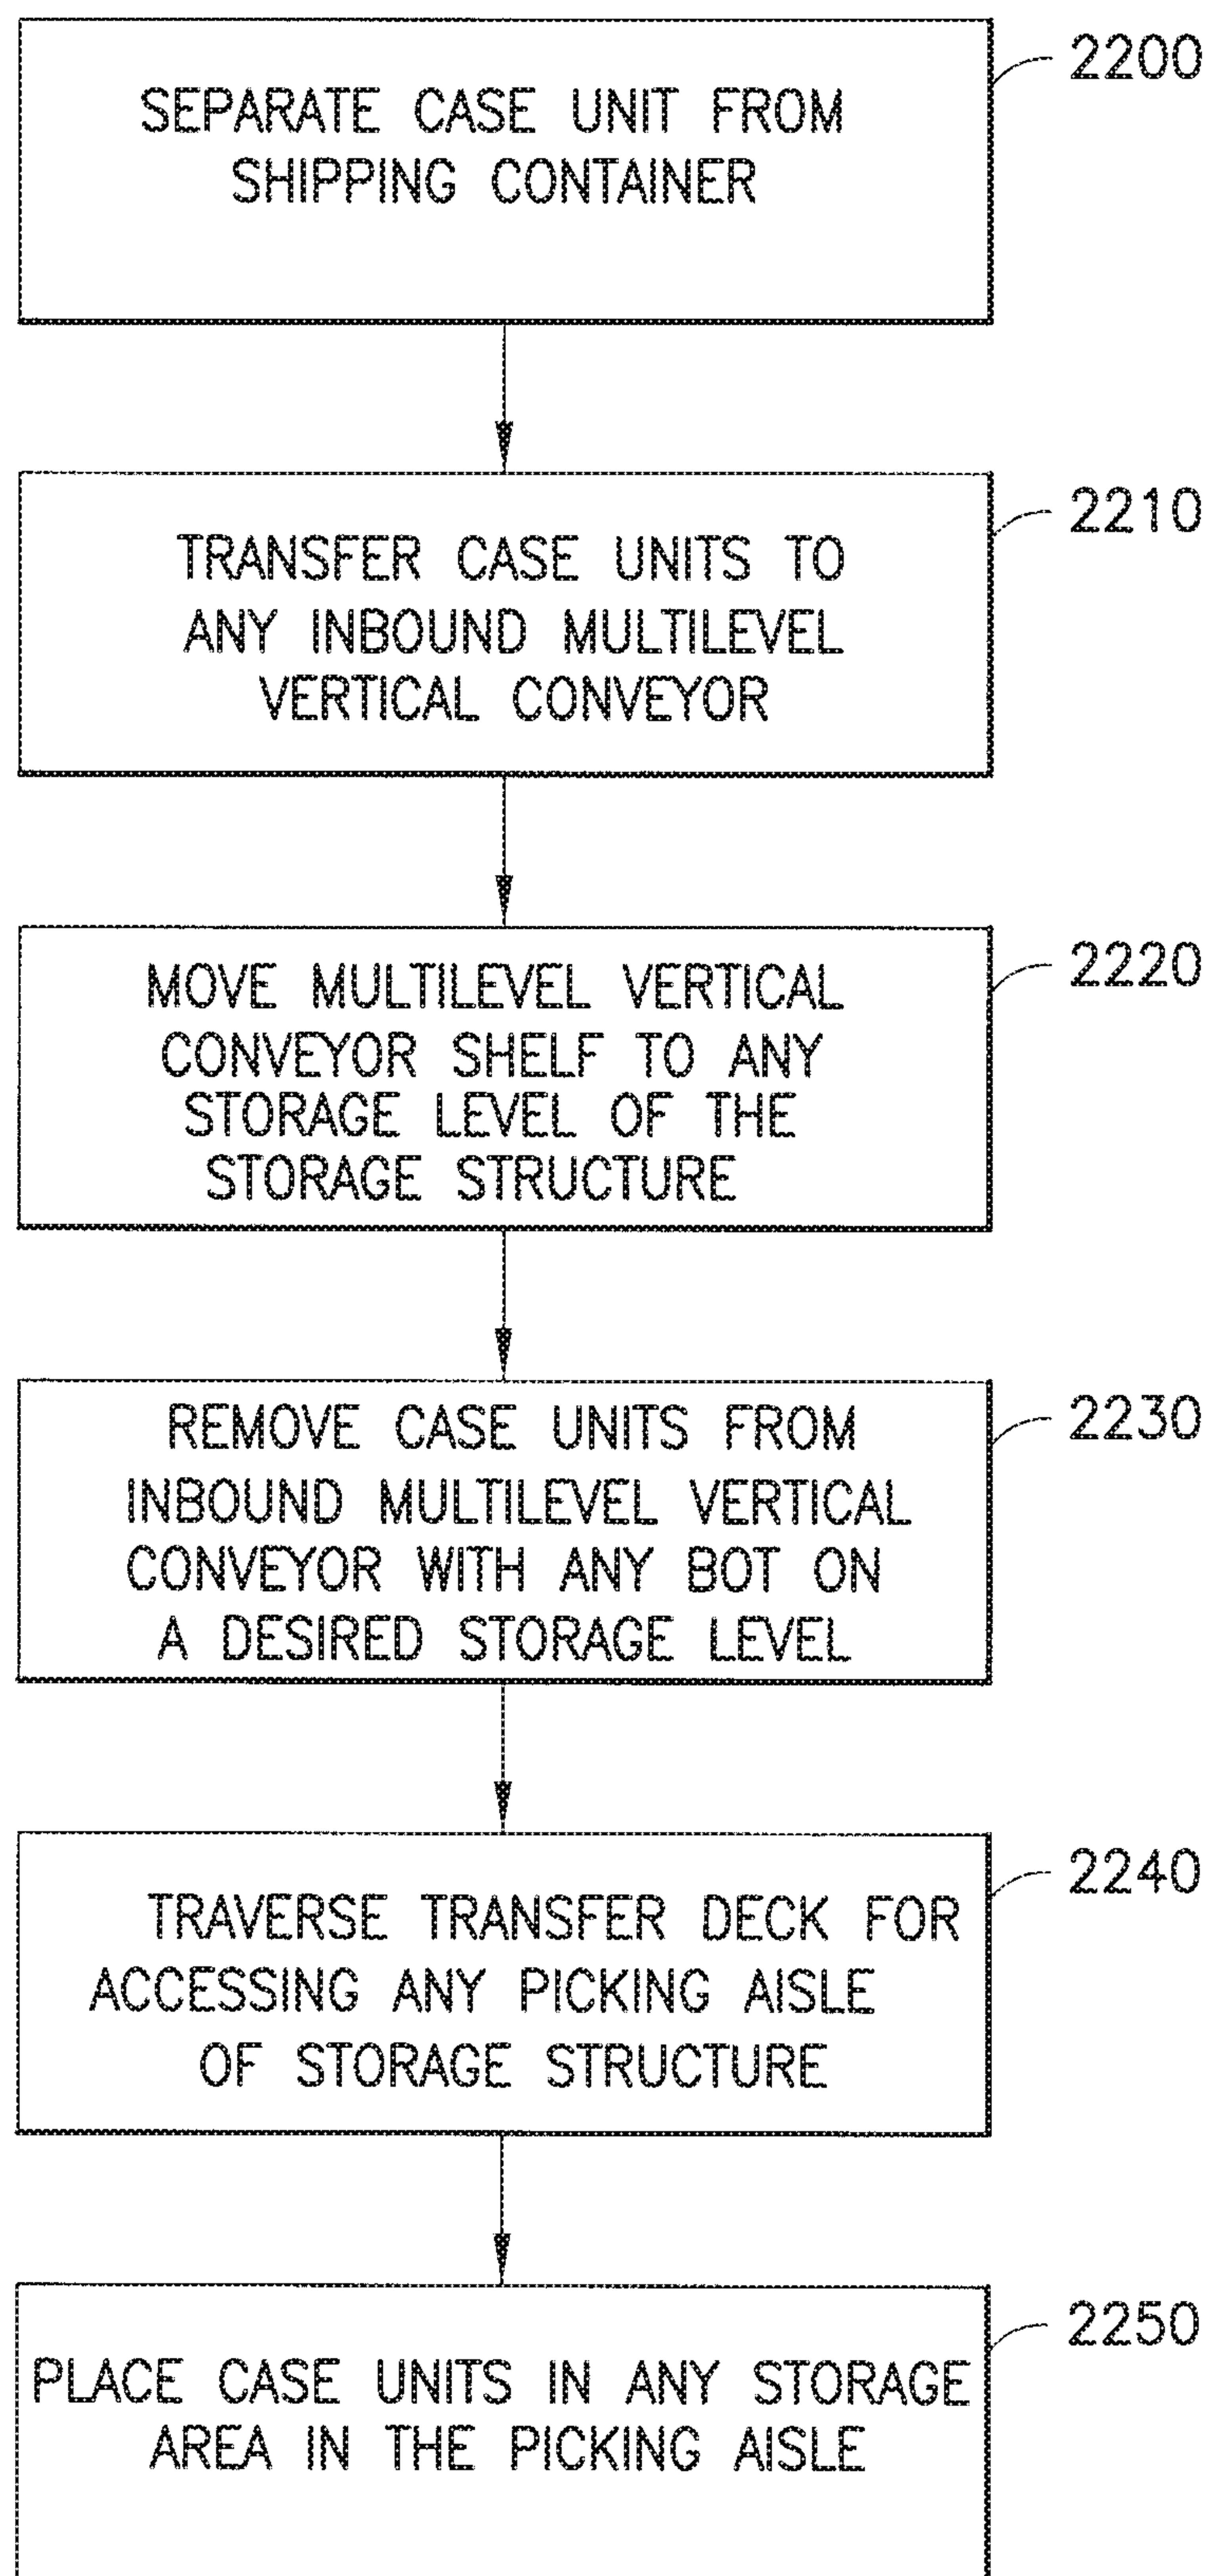 SEPARATE CASE UNIT FROM
SHIPPING CONTAINER
2200
TRANSFER CASE UNITS TO
ANY INBOUND MULTILEVEL
VERTICAL CONVEYOR
2210
MOVE MULTILEVEL VERTICAL
CONVEYOR SHELF TO ANY
STORAGE LEVEL OF THE
STORAGE STRUCTURE
2220
REMOVE CASE UNITS FROM
INBOUND MULTILEVEL VERTICAL
CONVEYOR WITH ANY BOT ON
A DESIRED STORAGE LEVEL
2230
TRAVERSE TRANSFER DECK FOR
ACCESSING ANY PICKING AISLE
OF STORAGE STRUCTURE
2240
PLACE CASE UNITS IN ANY STORAGE
AREA IN THE PICKING AISLE
2250